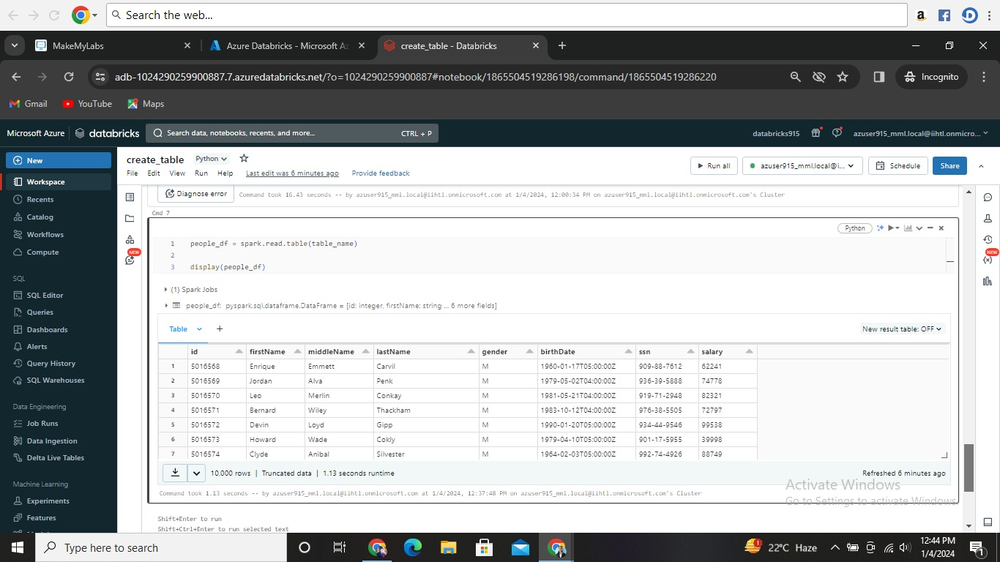 Search the web...
a
MakeMyLabs
Azure Databricks - Microsoft Az
create_table - Databricks
adb-1024290259900887.7.azuredatabricks.net/?o=1024290259900887#notebook/1865504519286198/command/1865504519286220
Incognito
Gmail YouTube Maps
Microsoft Azure databricks
Search data, notebooks, recents, and more... CTRL + P
databricks915 azuser915_mml.local@iihtl.onmicro...
New
Workspace
Recents
Catalog
Workflows
Compute
SQL
SQL Editor
Queries
Dashboards
Alerts
Query History
SQL Warehouses
Data Engineering
Job Runs
Data Ingestion
Delta Live Tables
Machine Learning
Experiments
Features
create_table Python
File Edit View Run Help Last edit was 6 minutes ago Provide feedback
Run all azuser915_mml.local@i... Schedule Share
NEW
NEW
Diagnose error Command took 16.43 seconds -- by azuser915_mml.local@iihtl.onmicrosoft.com at 1/4/2024, 12:00:34 PM on azuser915_mml.local@iihtl.onmicrosoft.com's Cluster
Cmd 7
Python
1 people_df = spark.read.table(table_name)
2
3 display(people_df)
(1) Spark Jobs
people_df: pyspark.sql.dataframe.DataFrame = [id: integer, firstName: string ... 6 more fields]
Table + New result table: OFF
id firstName middleName lastName gender birthDate ssn salary
1 5016568 Enrique Emmett Carvil M 1960-01-17T05:00:00Z 909-88-7612 62241
2 5016569 Jordan Alva Penk M 1979-05-02T04:00:00Z 936-39-5888 74778
3 5016570 Leo Merlin Conkay M 1981-05-21T04:00:00Z 919-71-2948 82321
4 5016571 Bernard Wiley Thackham M 1983-10-12T04:00:00Z 976-38-5505 72797
5 5016572 Devin Loyd Gipp M 1990-01-20T05:00:00Z 934-44-9546 99538
6 5016573 Howard Wade Cokly M 1979-04-10T05:00:00Z 901-17-5955 39998
7 5016574 Clyde Anibal Silvester M 1964-02-03T05:00:00Z 992-74-4926 88749
10,000 rows | Truncated data | 1.13 seconds runtime Refreshed 6 minutes ago
Command took 1.13 seconds -- by azuser915_mml.local@iihtl.onmicrosoft.com at 1/4/2024, 12:37:48 PM on azuser915_mml.local@iihtl.onmicrosoft.com's Cluster
Activate Windows
Go to Settings to activate Windows.
Shift+Enter to run
Shift+Ctrl+Enter to run selected text
Type here to search
22°C Haze
12:44 PM
1/4/2024
1